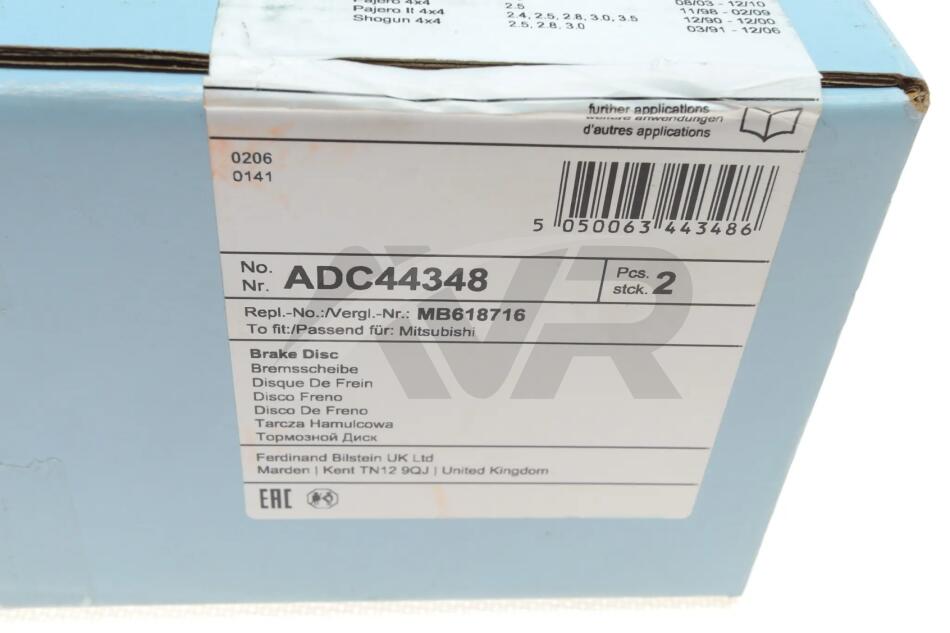 Pajero 4x4 2.5 08/03 - 12/10
Pajero II 4x4 2.4, 2.5, 2.8, 3.0, 3.5 11/98 - 02/09
Shogun 4x4 2.5, 2.8, 3.0 12/90 - 12/00
03/91 - 12/06
further applications
weitere anwendungen
d'autres applications
0206
0141
5 050063 443486
No. Nr. ADC44348 Pcs. stck. 2
Repl.-No.:/Vergl.-Nr.: MB618716
To fit:/Passend für: Mitsubishi
Brake Disc
Bremsscheibe
Disque De Frein
Disco Freno
Disco De Freno
Tarcza Hamulcowa
Тормозной Диск
Ferdinand Bilstein UK Ltd
Marden | Kent TN12 9QJ | United Kingdom
EAC
AVR